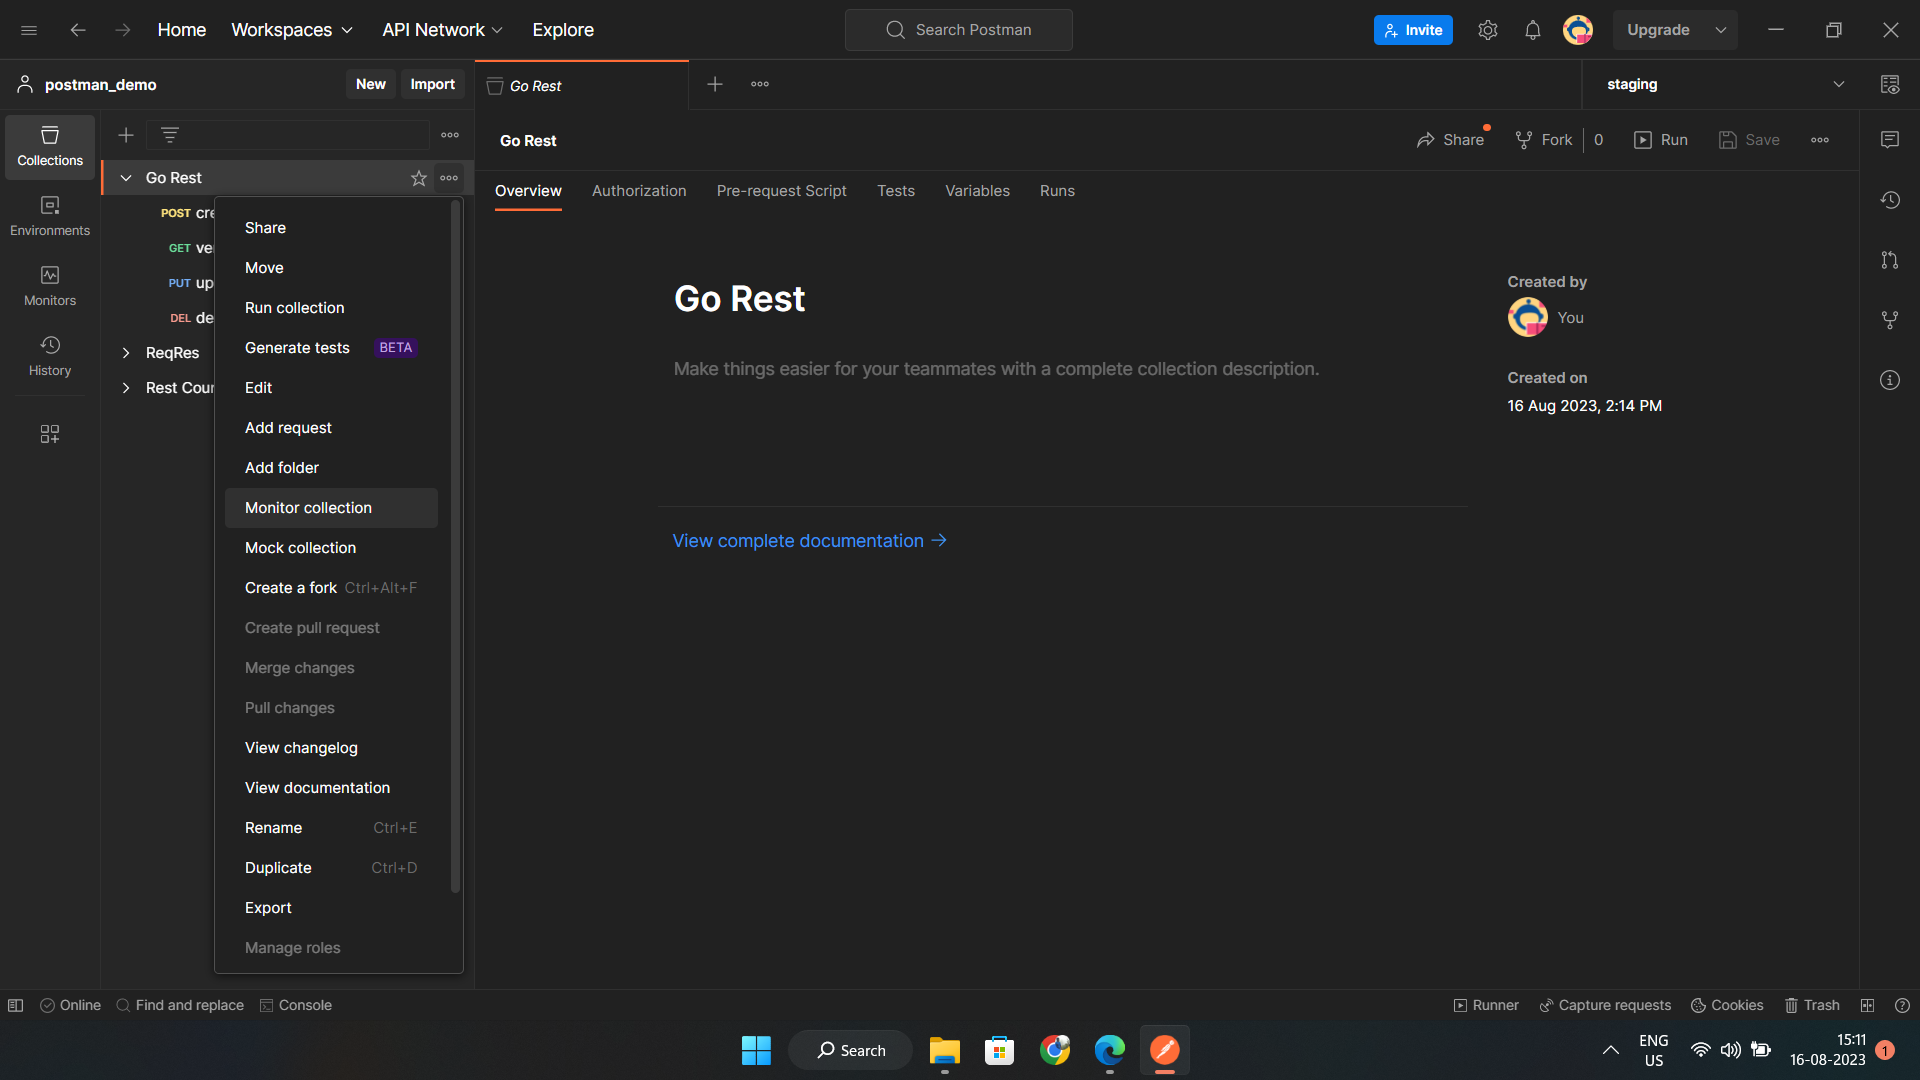 Home Workspaces API Network Explore Search Postman Invite Upgrade
postman_demo New Import Go Rest staging
Collections
Environments
Monitors
History
Go Rest
POST cre
GET ve
PUT up
DEL de
ReqRes
Rest Coun
Share
Move
Run collection
Generate tests BETA
Edit
Add request
Add folder
Monitor collection
Mock collection
Create a fork Ctrl+Alt+F
Create pull request
Merge changes
Pull changes
View changelog
View documentation
Rename Ctrl+E
Duplicate Ctrl+D
Export
Manage roles
Go Rest Share Fork 0 Run Save
Overview Authorization Pre-request Script Tests Variables Runs
Go Rest
Make things easier for your teammates with a complete collection description.
View complete documentation →
Created by
You
Created on
16 Aug 2023, 2:14 PM
Online Find and replace Console Runner Capture requests Cookies Trash
Search
ENG
US
15:11
16-08-2023
1